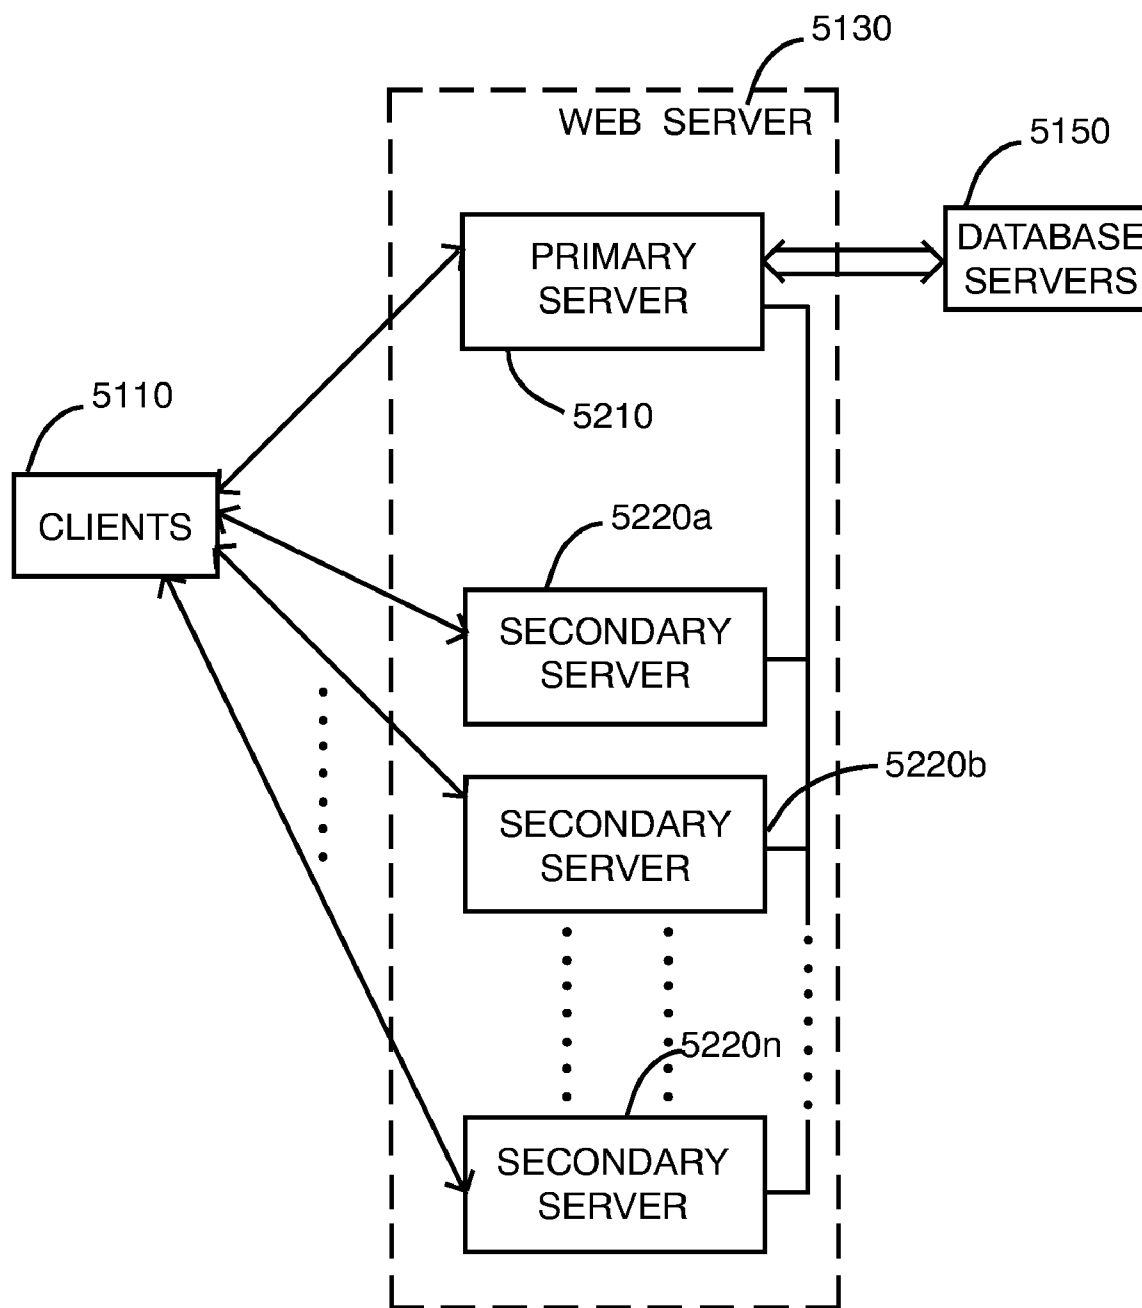 5130
WEB SERVER
5150
PRIMARY
SERVER
DATABASE
SERVERS
5110
5210
CLIENTS
5220a
SECONDARY
SERVER
5220b
SECONDARY
SERVER
5220n
SECONDARY
SERVER